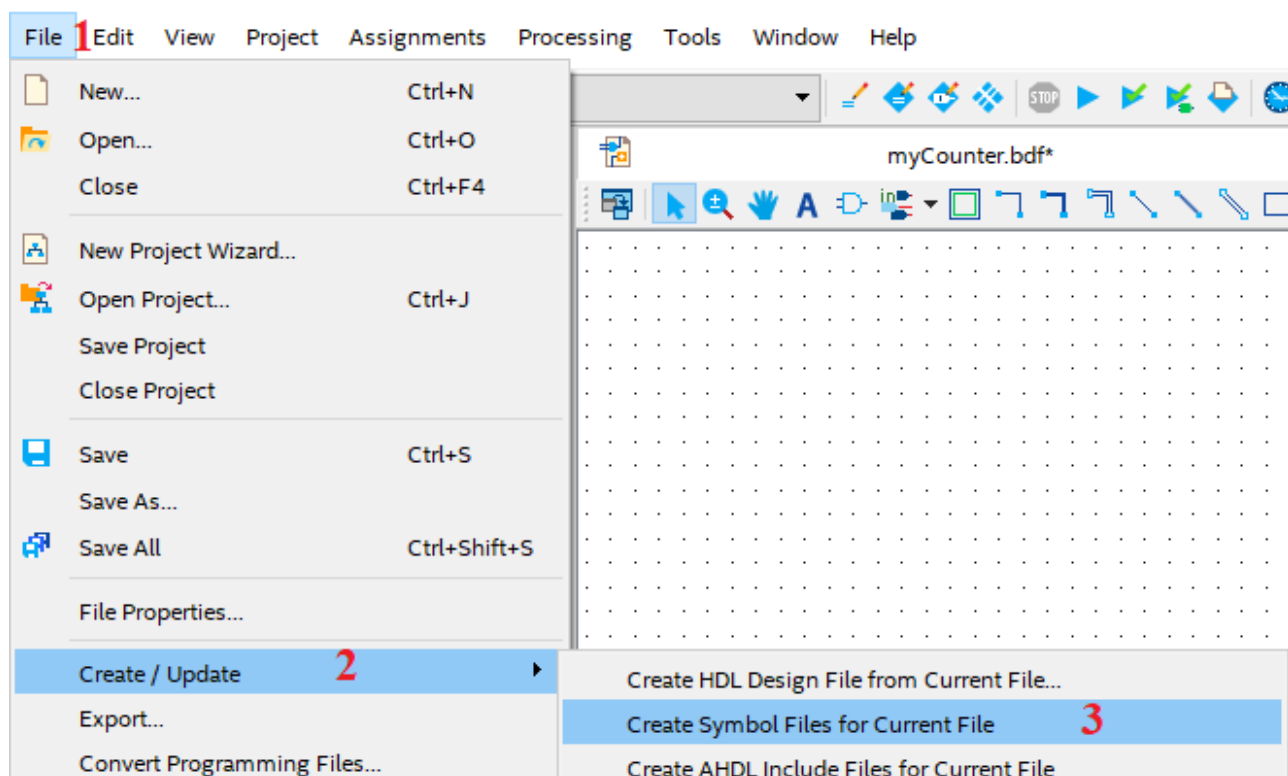 File 1 Edit View Project Assignments Processing Tools Window Help
New... Ctrl+N
STOP
Open... Ctrl+O
myCounter.bdf*
Close Ctrl+F4
A in
New Project Wizard...
Open Project... Ctrl+J
Save Project
Close Project
Save Ctrl+S
Save As...
Save All Ctrl+Shift+S
File Properties...
Create / Update 2
Create HDL Design File from Current File...
Export...
Create Symbol Files for Current File 3
Convert Programming Files...
Create AHDL Include Files for Current File